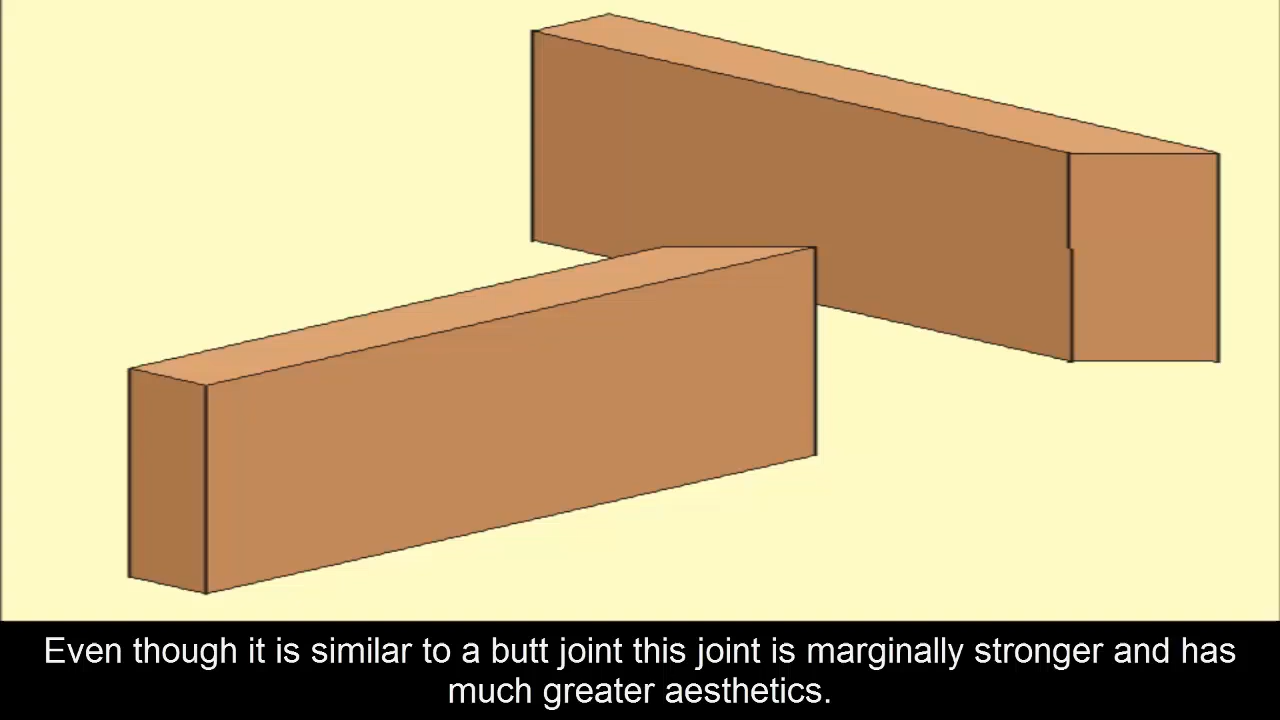 Even though it is similar to a butt joint this joint is marginally stronger and has
much greater aesthetics.